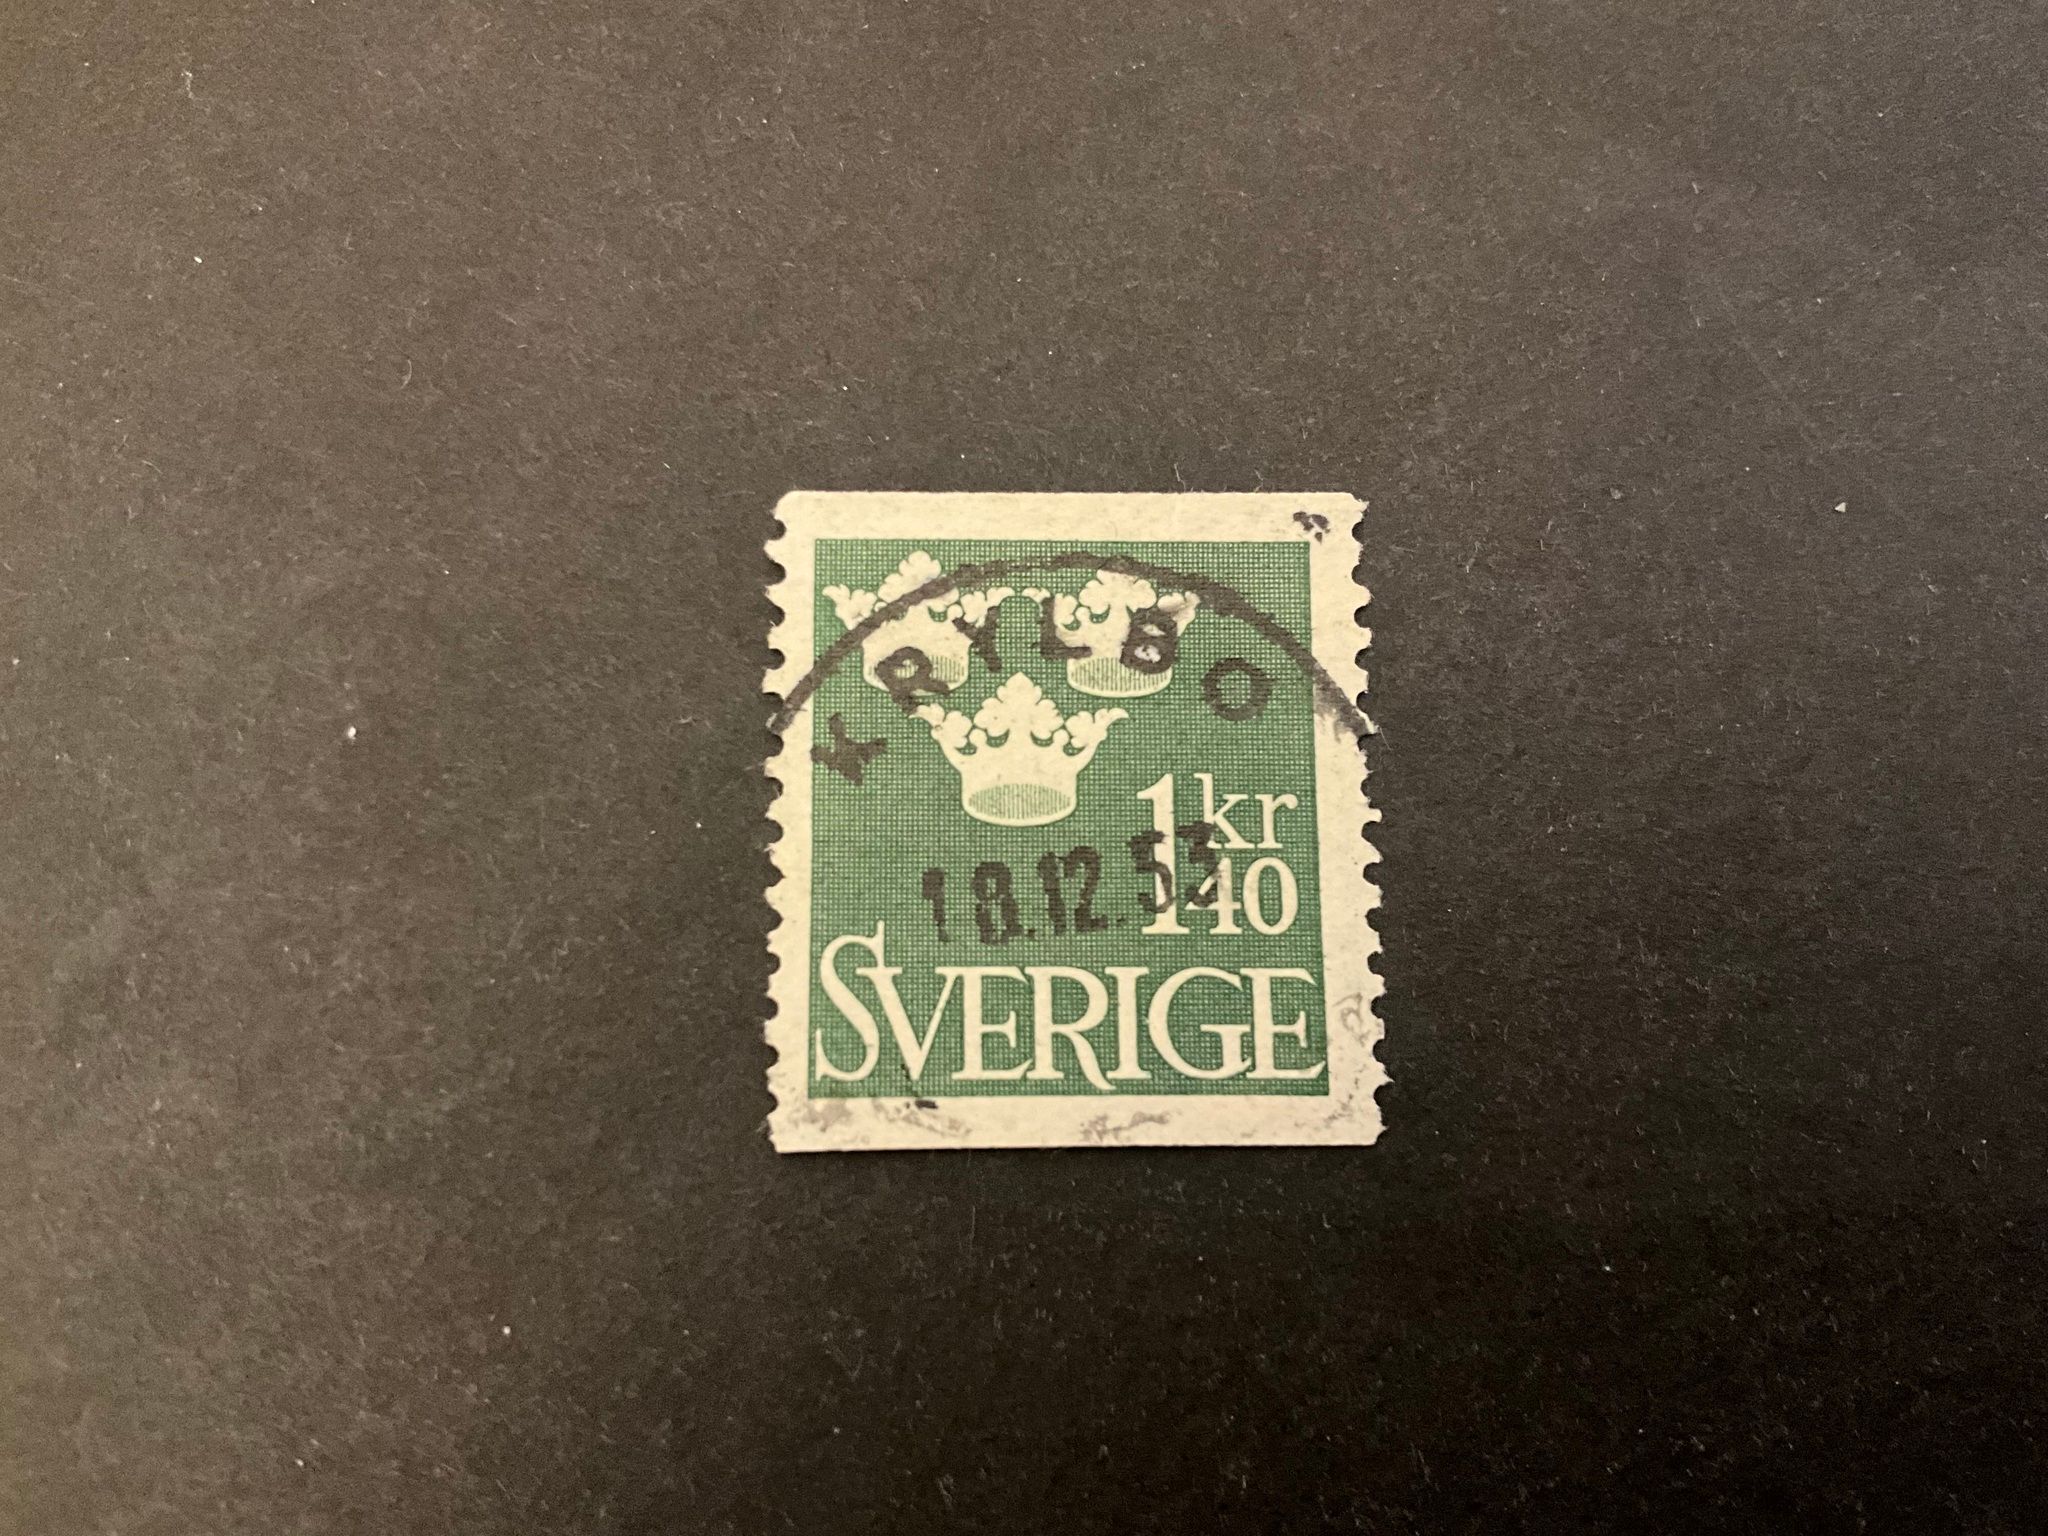 KRYLBO
1 kr
40
18.12.53
SVERIGE